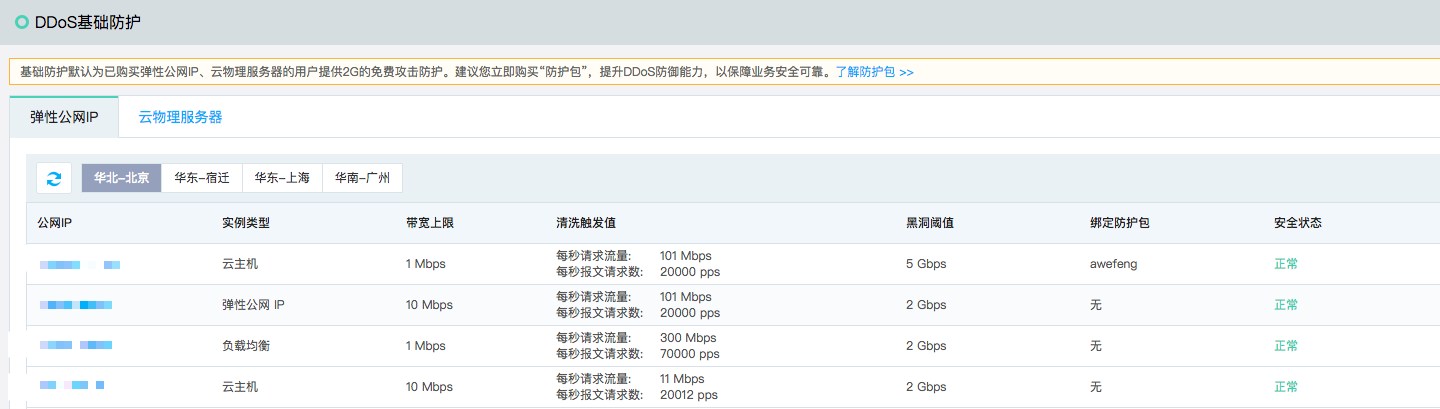 DDoS基础防护
基础防护默认为已购买弹性公网IP、云物理服务器的用户提供2G的免费攻击防护。建议您立即购买“防护包”，提升DDoS防御能力，以保障业务安全可靠。了解防护包 >>
弹性公网IP 云物理服务器
华北-北京 华东-宿迁 华东-上海 华南-广州
公网IP 实例类型 带宽上限 清洗触发值 黑洞阈值 绑定防护包 安全状态
云主机 1 Mbps 每秒请求流量: 101 Mbps 5 Gbps awefeng 正常
每秒报文请求数: 20000 pps
弹性公网 IP 10 Mbps 每秒请求流量: 101 Mbps 2 Gbps 无 正常
每秒报文请求数: 20000 pps
负载均衡 1 Mbps 每秒请求流量: 300 Mbps 2 Gbps 无 正常
每秒报文请求数: 70000 pps
云主机 10 Mbps 每秒请求流量: 11 Mbps 2 Gbps 无 正常
每秒报文请求数: 20012 pps